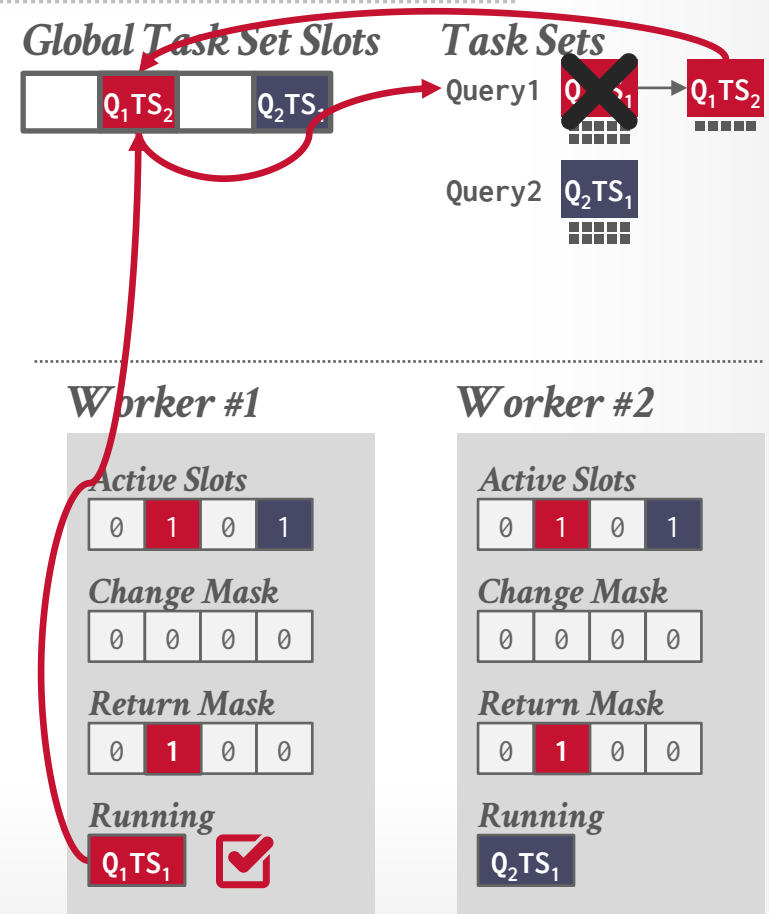 Global Task Set Slots
Q₁TS₂ Q₂TS₁
Task Sets
Query1 Q₁TS₂
Query2 Q₂TS₁
Worker #1
Active Slots
0 1 0 1
Change Mask
0 0 0 0
Return Mask
0 1 0 0
Running
Q₁TS₁
Worker #2
Active Slots
0 1 0 1
Change Mask
0 0 0 0
Return Mask
0 1 0 0
Running
Q₂TS₁